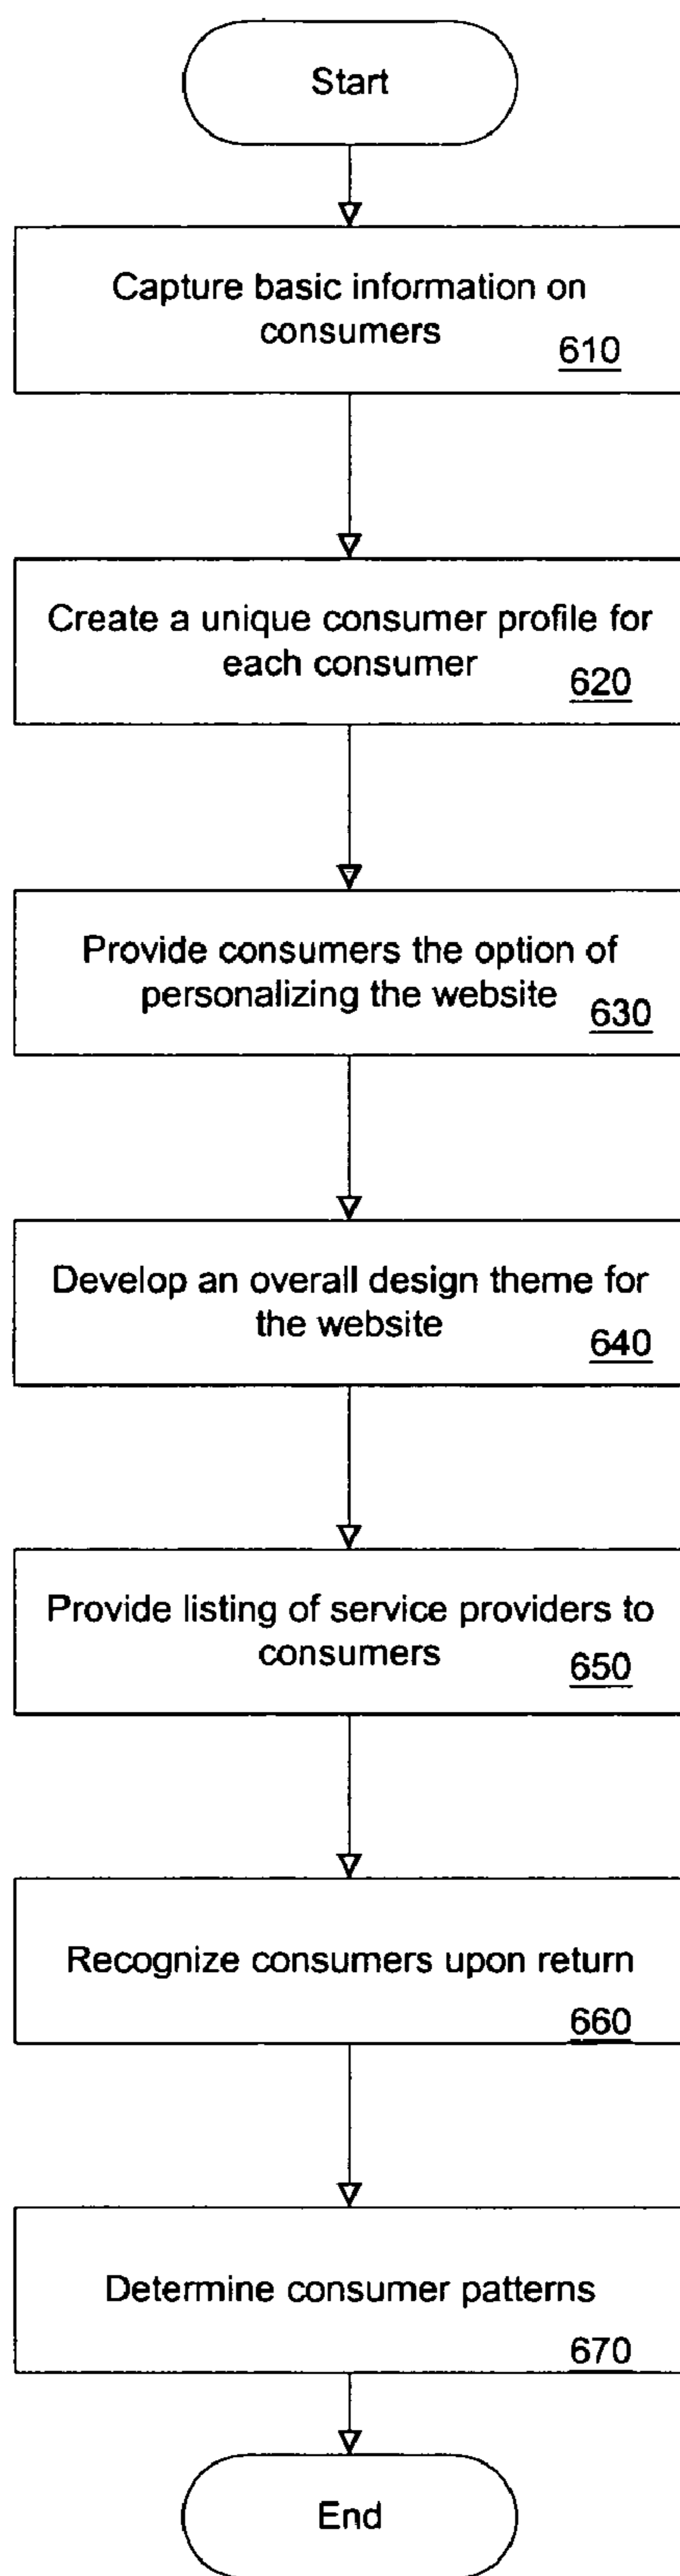 Start
Capture basic information on
consumers
610
Create a unique consumer profile for
each consumer
620
Provide consumers the option of
personalizing the website
630
Develop an overall design theme for
the website
640
Provide listing of service providers to
consumers
650
Recognize consumers upon return
660
Determine consumer patterns
670
End